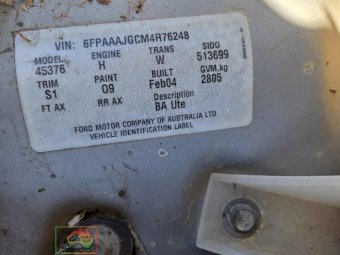 VIN: 6FPAAAJGCM4R76248
MODEL ENGINE TRANS SIDO
45376 H W 513699
TRIM PAINT BUILT GVM.kg
S1 09 Feb04 2805
FT AX RR AX Description
BA Ute
FORD MOTOR COMPANY OF AUSTRALIA LTD
VEHICLE IDENTIFICATION LABEL